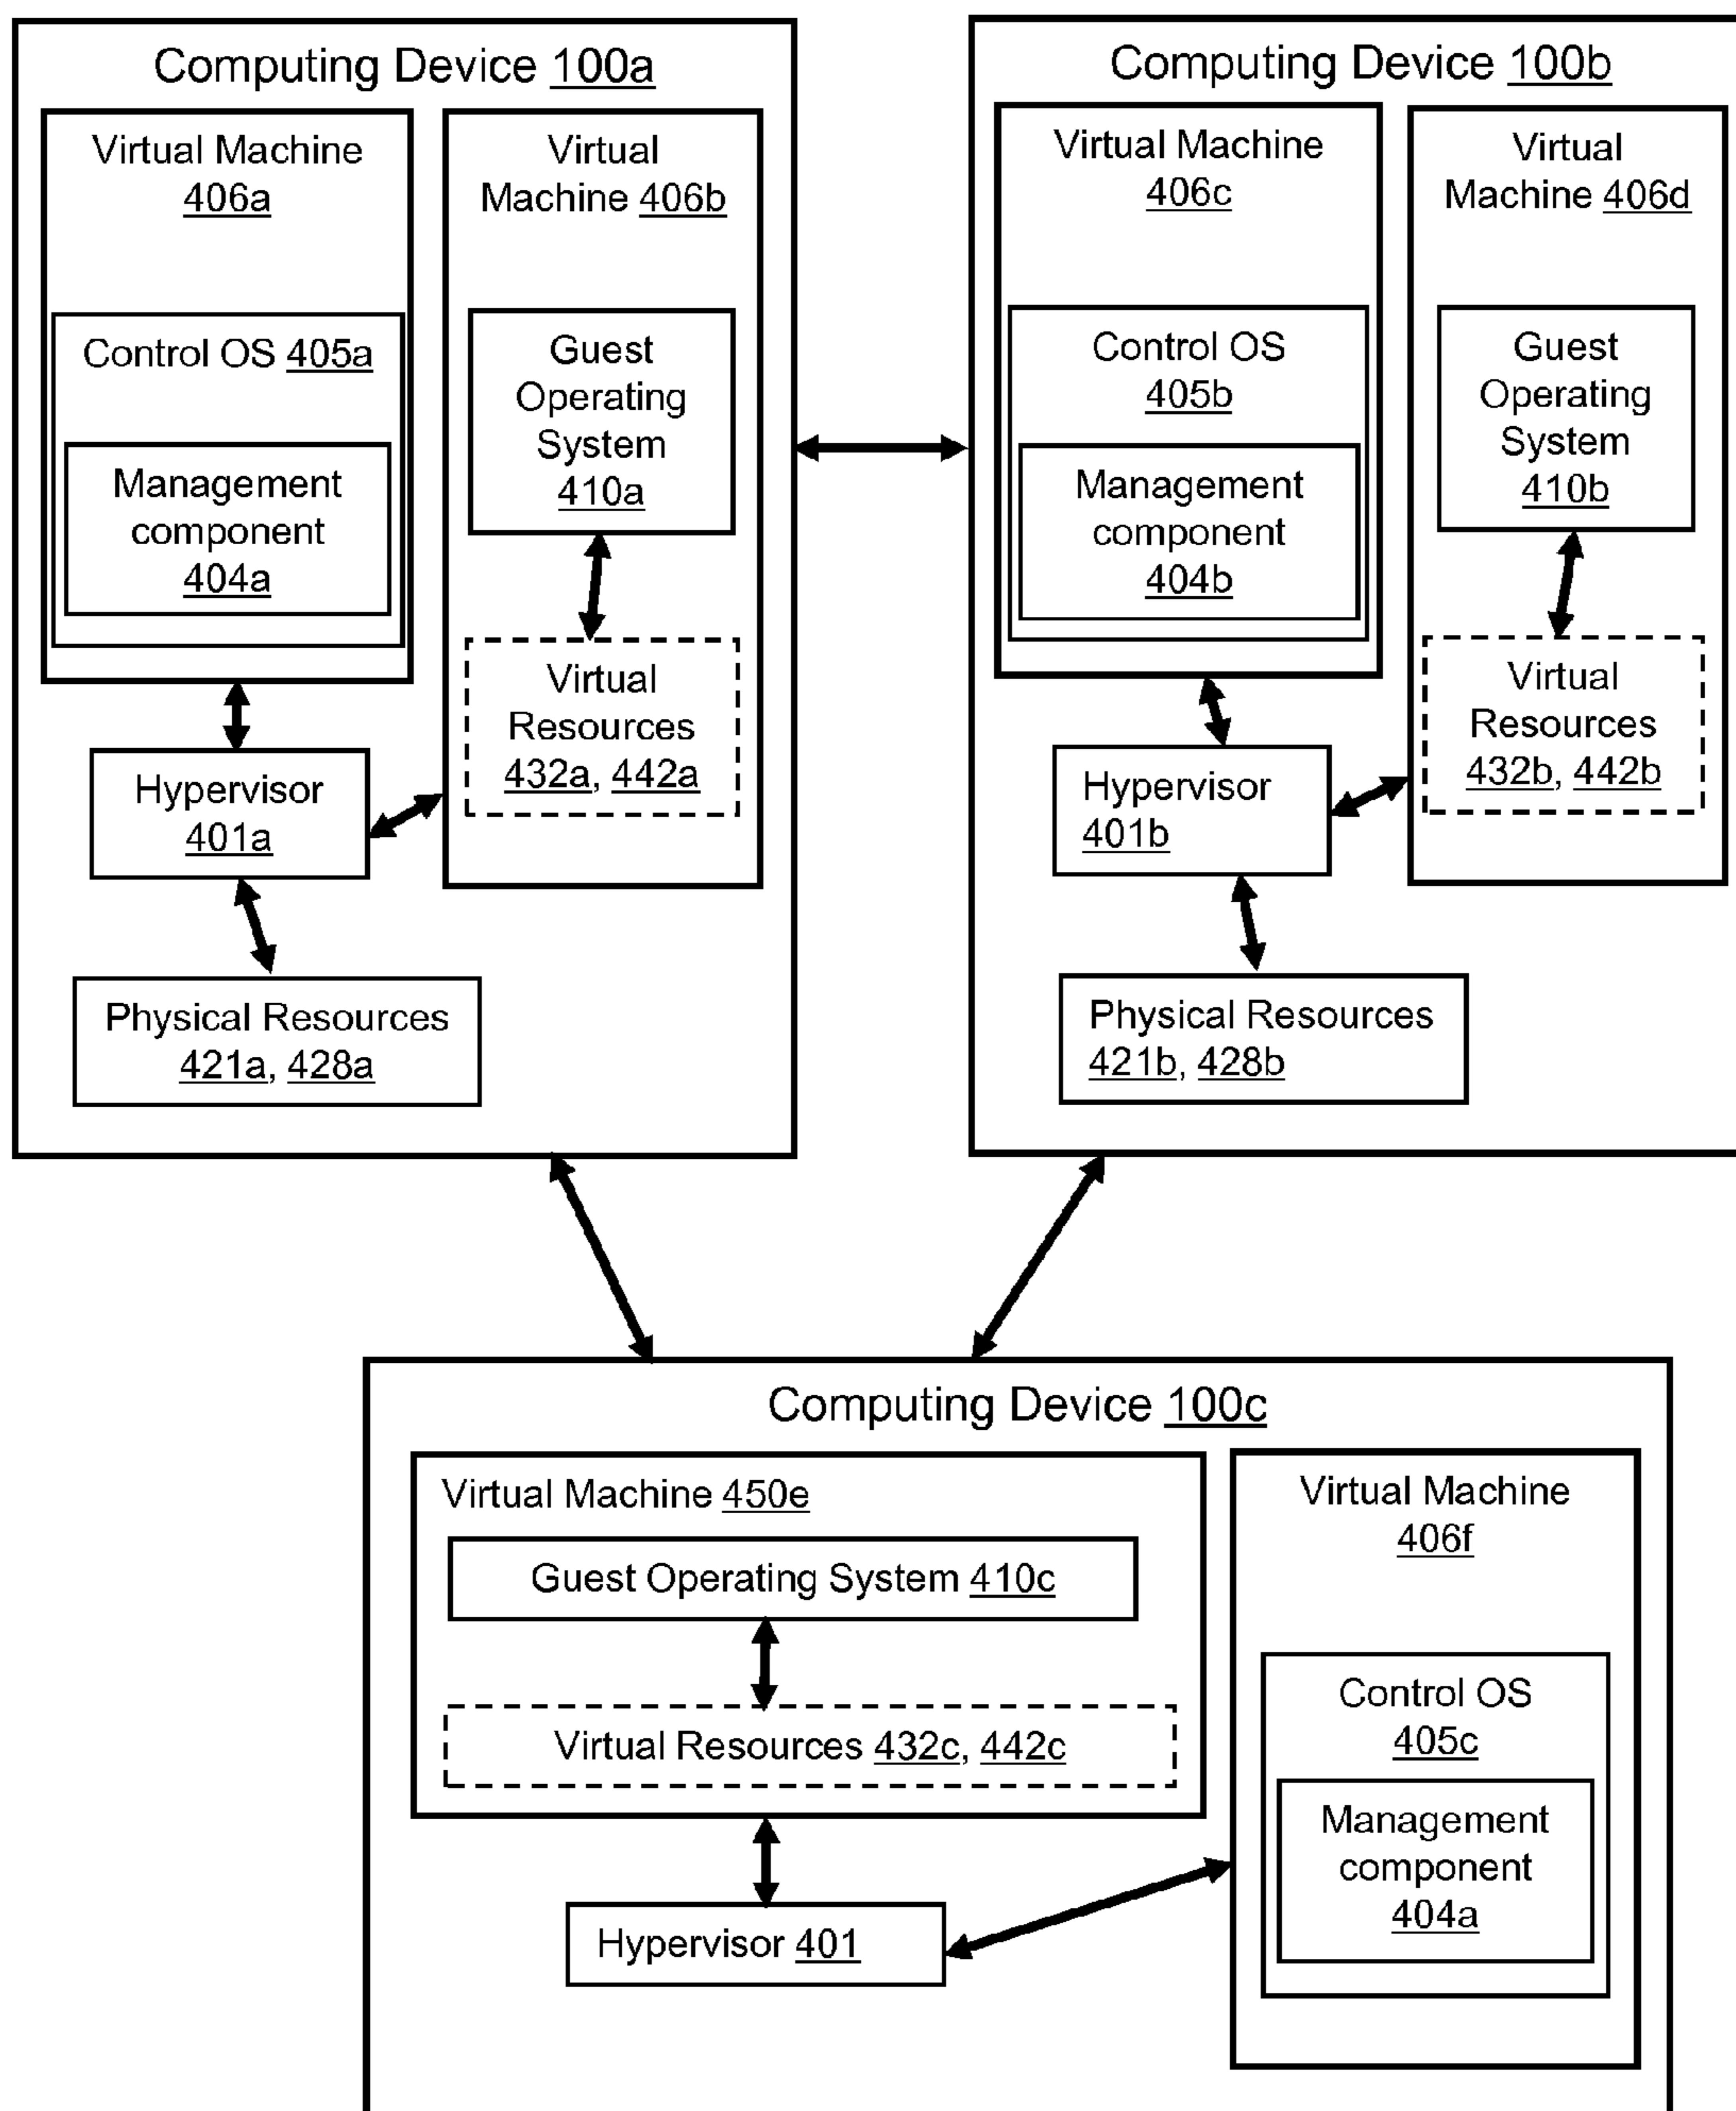 Computing Device 100a
Virtual Machine
406a
Control OS 405a
Management
component
404a
Virtual
Machine 406b
Guest
Operating
System
410a
Virtual
Resources
432a, 442a
Hypervisor
401a
Physical Resources
421a, 428a
Computing Device 100b
Virtual Machine
406c
Control OS
405b
Management
component
404b
Virtual
Machine 406d
Guest
Operating
System
410b
Virtual
Resources
432b, 442b
Hypervisor
401b
Physical Resources
421b, 428b
Computing Device 100c
Virtual Machine 450e
Guest Operating System 410c
Virtual Resources 432c, 442c
Hypervisor 401
Virtual Machine
406f
Control OS
405c
Management
component
404a